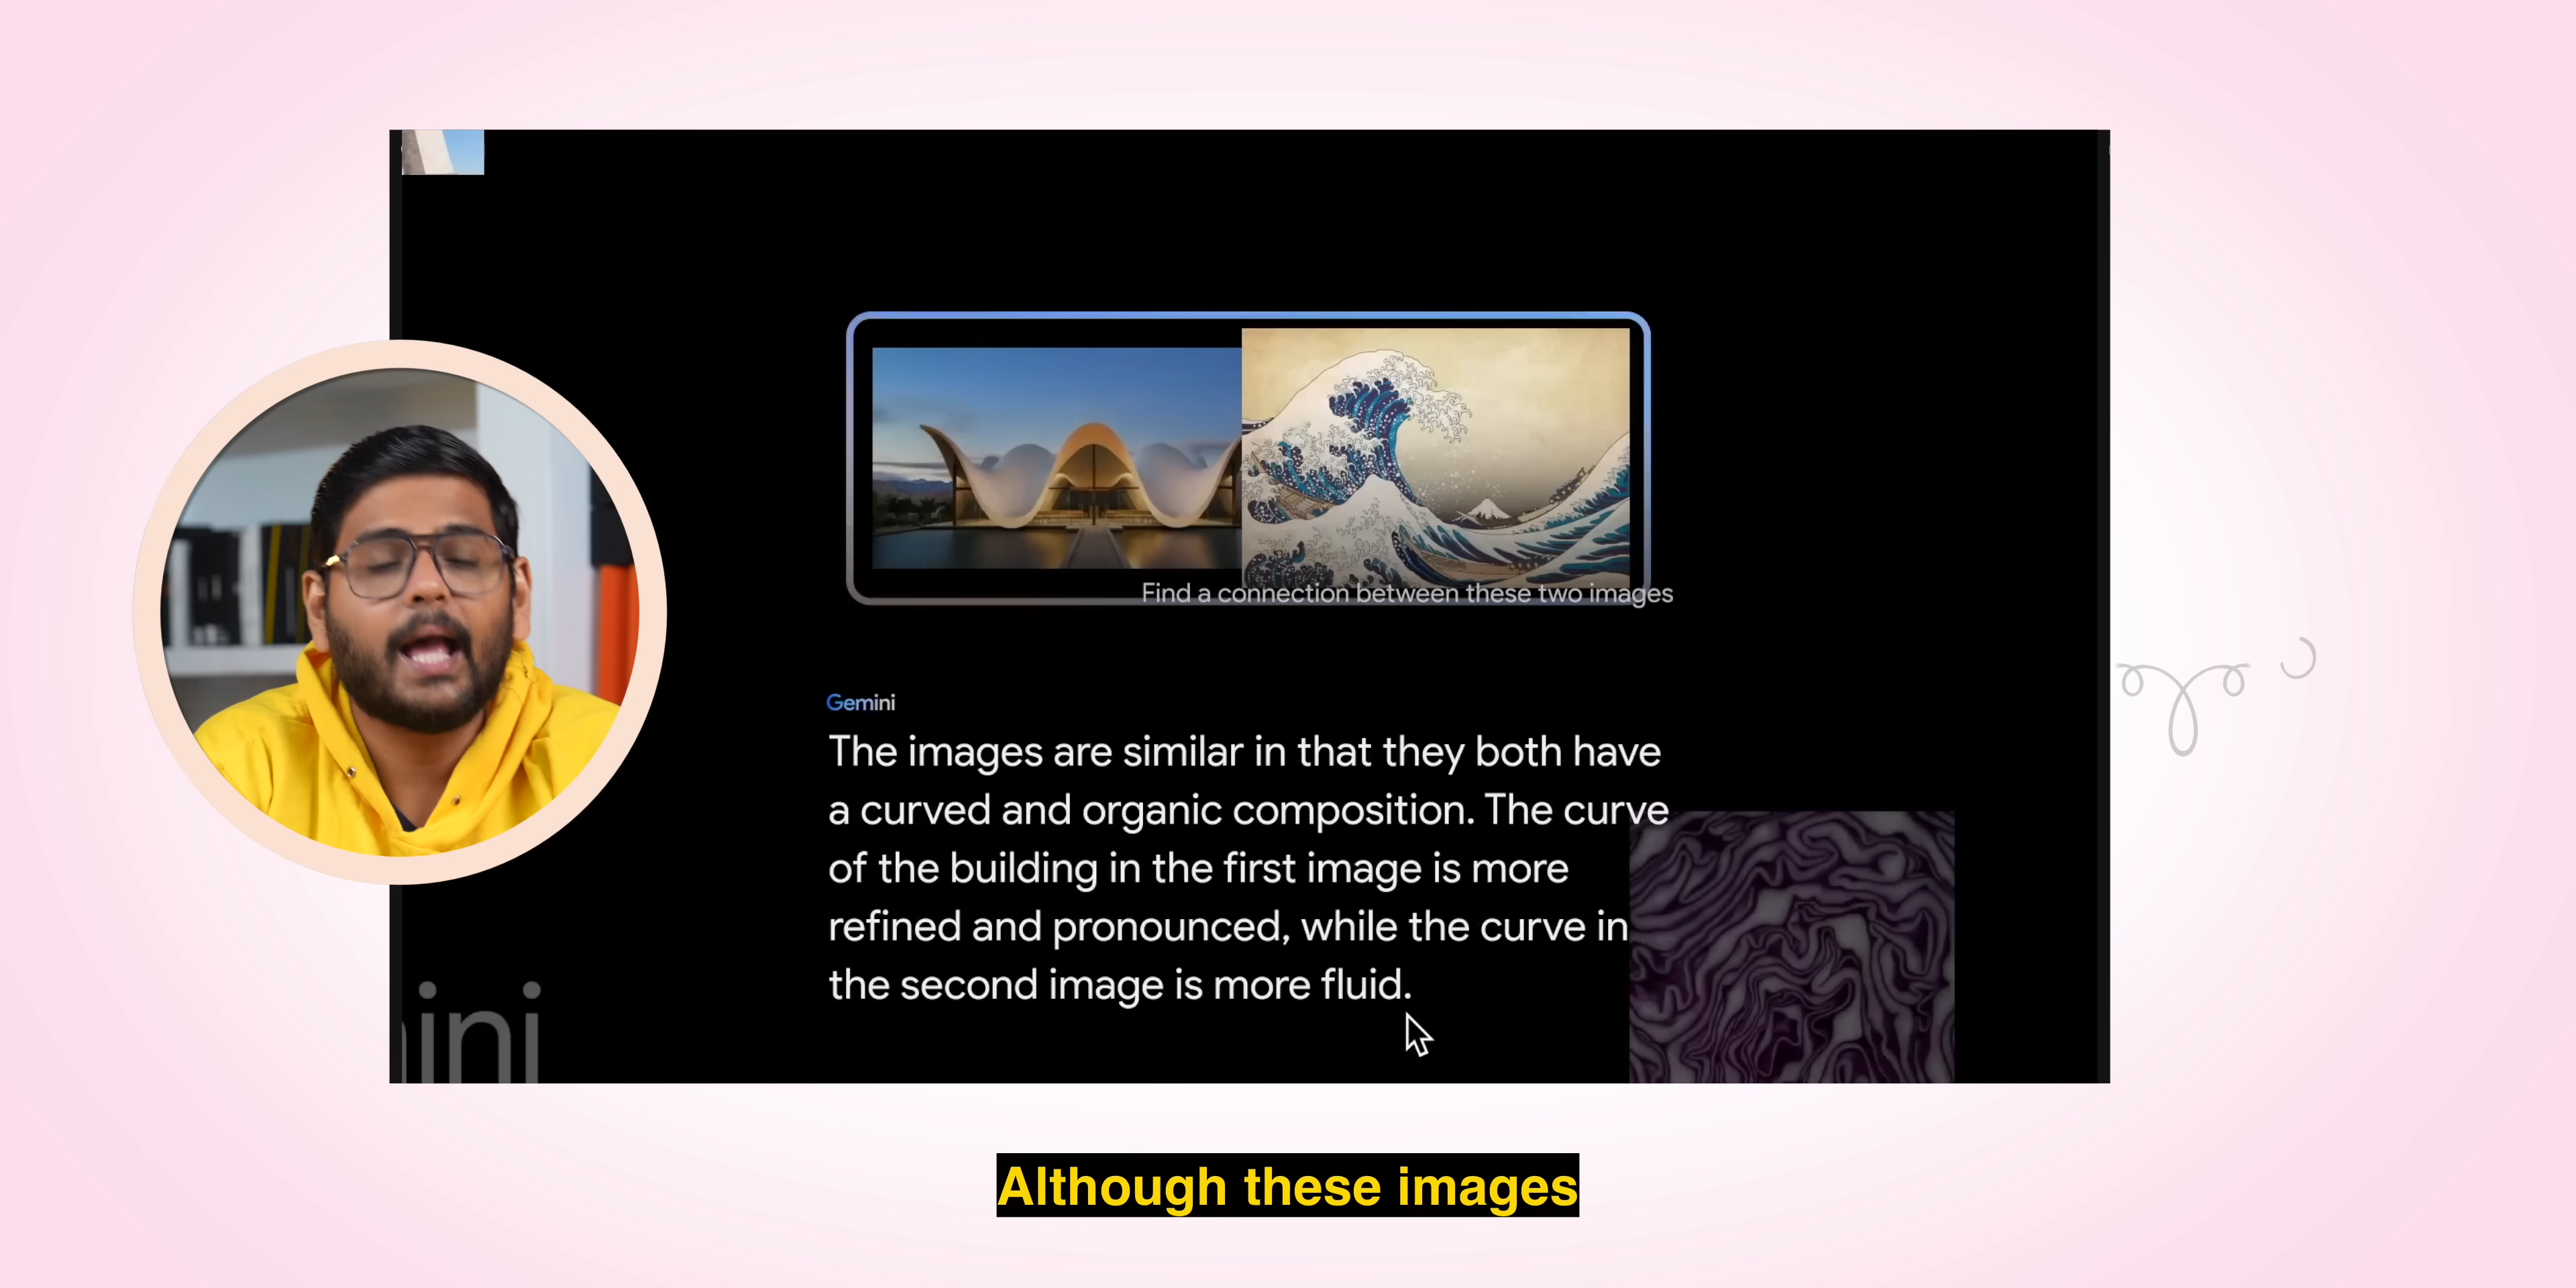 Find a connection between these two images
Gemini
The images are similar in that they both have
a curved and organic composition. The curve
of the building in the first image is more
refined and pronounced, while the curve in
the second image is more fluid.
ini
Although these images